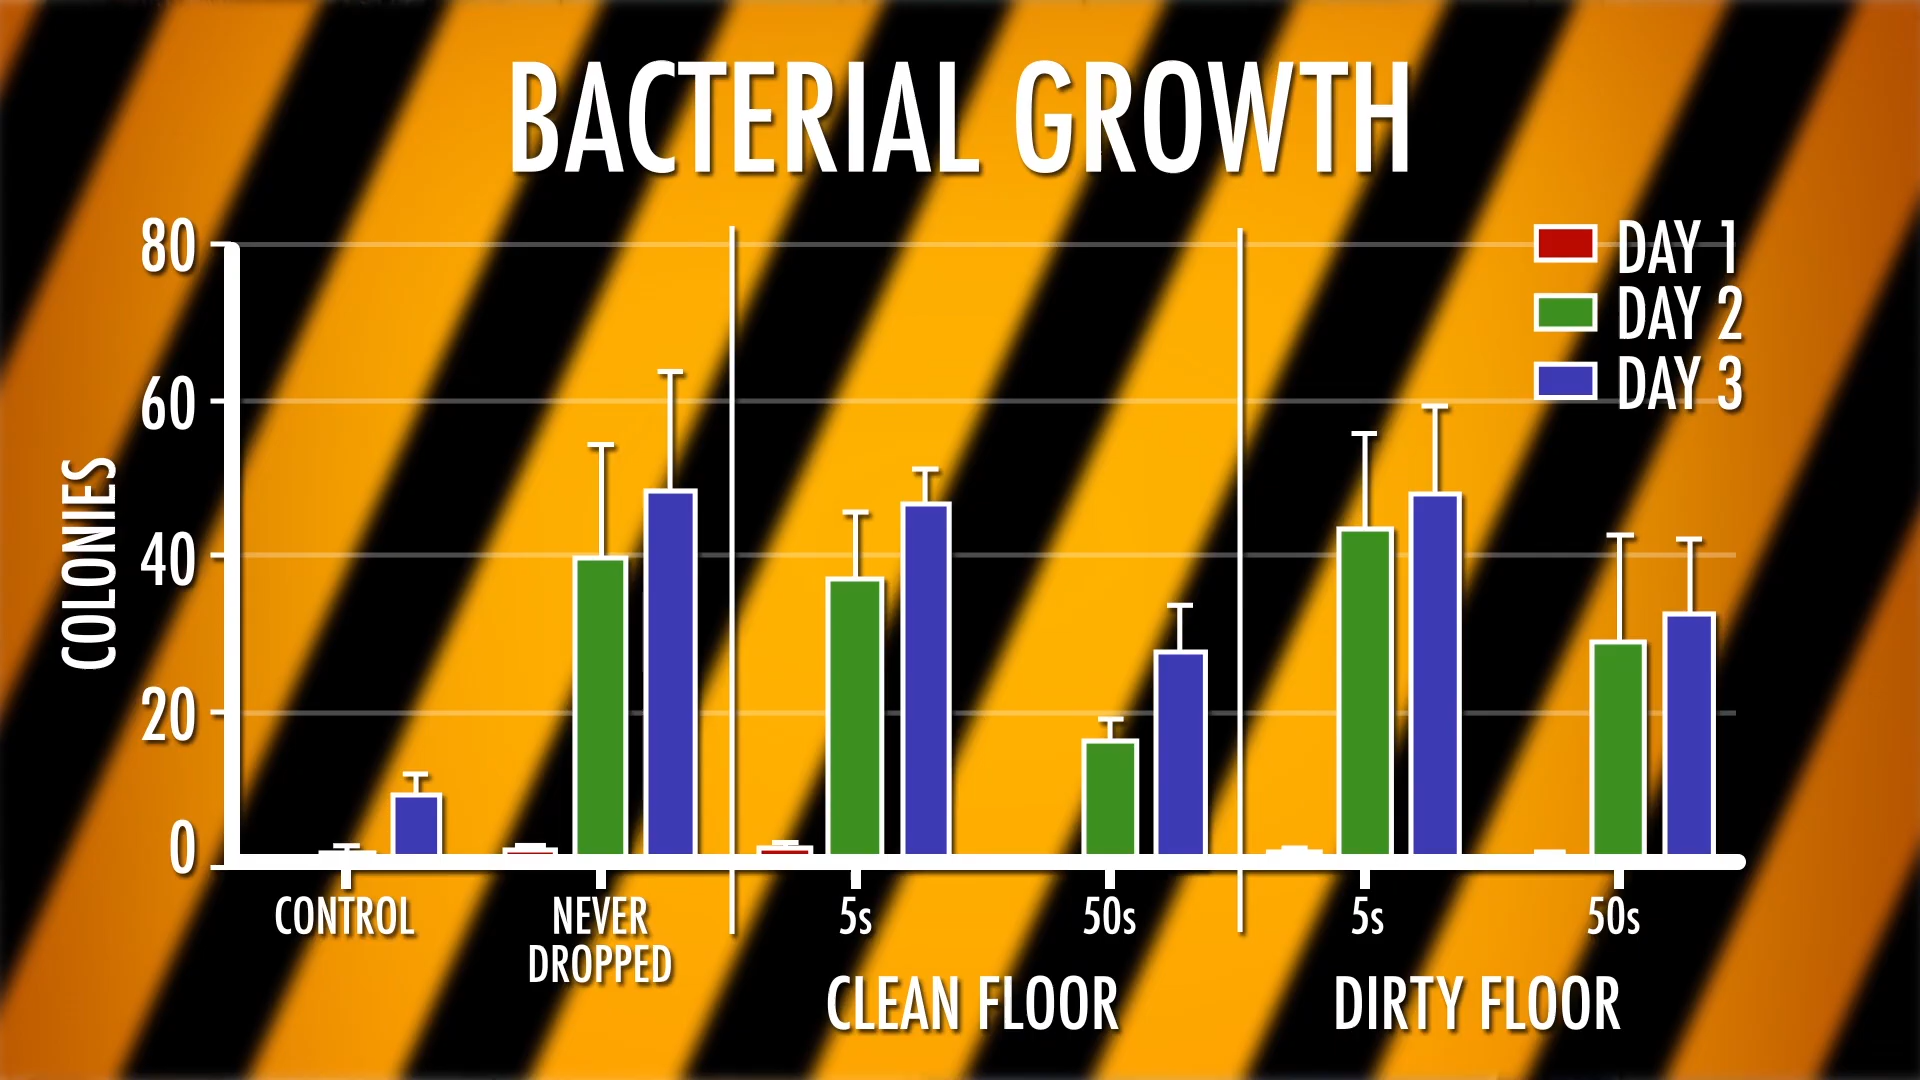 BACTERIAL GROWTH
80
60
40
20
0
COLONIES
DAY 1
DAY 2
DAY 3
CONTROL
NEVER
DROPPED
5s
50s
5s
50s
CLEAN FLOOR
DIRTY FLOOR